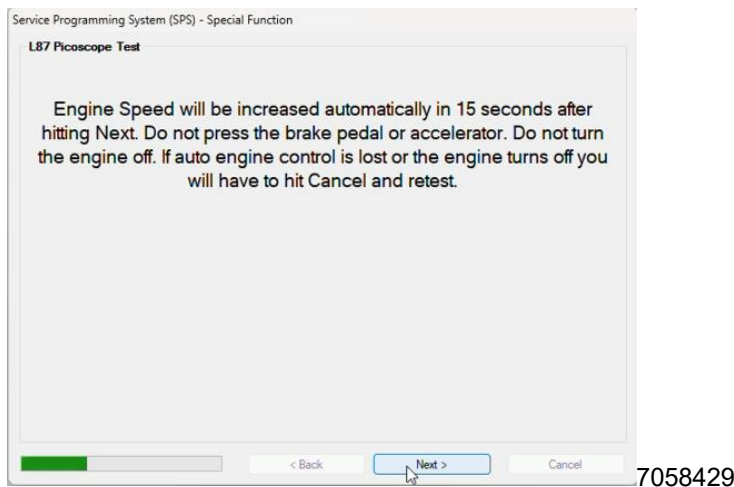 Service Programming System (SPS) - Special Function
L87 Picoscope Test
Engine Speed will be increased automatically in 15 seconds after
hitting Next. Do not press the brake pedal or accelerator. Do not turn
the engine off. If auto engine control is lost or the engine turns off you
will have to hit Cancel and retest.
< Back Next > Cancel
7058429